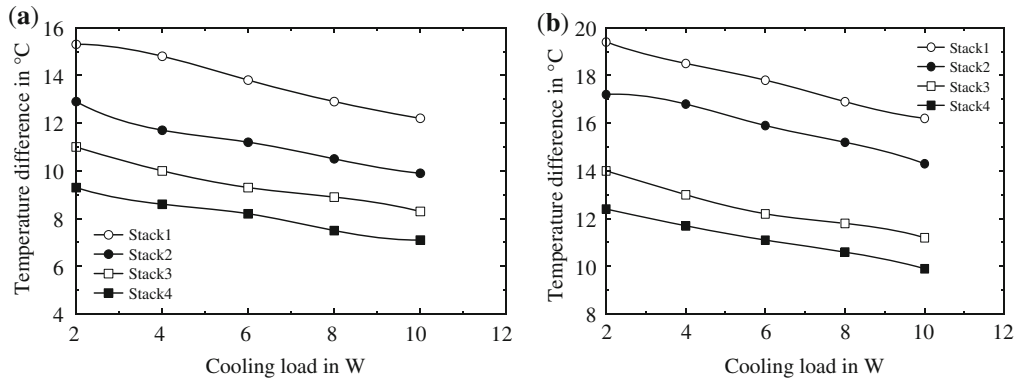 (a)
16
14
12
10
8
6
4
Temperature difference in °C
Stack1
Stack2
Stack3
Stack4
2 4 6 8 10 12
Cooling load in W
(b)
20
18
16
14
12
10
8
Temperature difference in °C
Stack1
Stack2
Stack3
Stack4
2 4 6 8 10 12
Cooling load in W